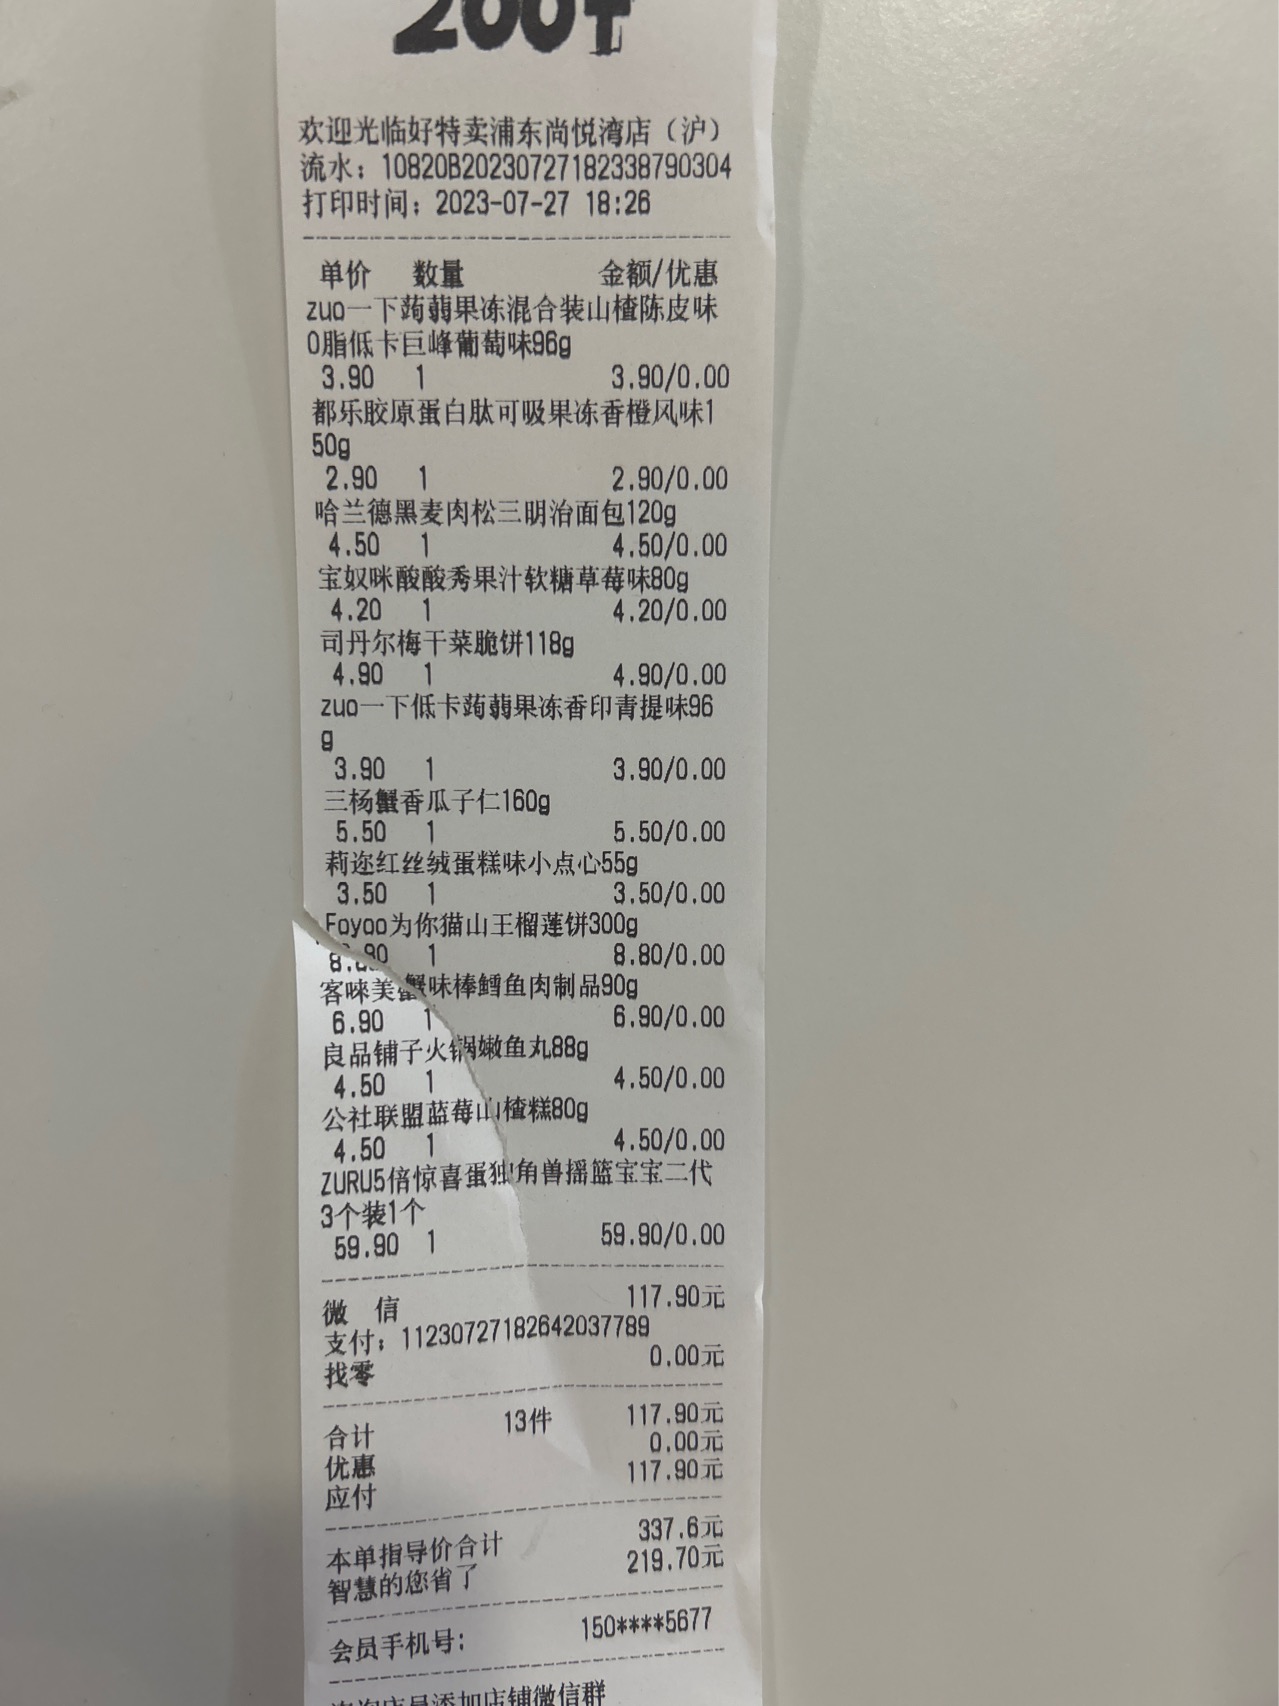 欢迎光临好特卖浦东尚悦湾店（沪）
流水：10820B20230727182338790304
打印时间：2023-07-27 18:26
单价 数量 金额/优惠
zuo一下蒟蒻果冻混合装山楂陈皮味
0脂低卡巨峰葡萄味96g
3.90 1 3.90/0.00
都乐胶原蛋白肽可吸果冻香橙风味1
50g
2.90 1 2.90/0.00
哈兰德黑麦肉松三明治面包120g
4.50 1 4.50/0.00
宝奴咪酸酸秀果汁软糖草莓味80g
4.20 1 4.20/0.00
司丹尔梅干菜脆饼118g
4.90 1 4.90/0.00
zuo一下低卡蒟蒻果冻香印青提味96
g
3.90 1 3.90/0.00
三杨蟹香瓜子仁160g
5.50 1 5.50/0.00
莉迩红丝绒蛋糕味小点心55g
3.50 1 3.50/0.00
Foyoo为你猫山王榴莲饼300g
8.80 1 8.80/0.00
客唻美蟹味棒鳕鱼肉制品90g
6.90 1 6.90/0.00
良品铺子火锅嫩鱼丸88g
4.50 1 4.50/0.00
公社联盟蓝莓山楂糕80g
4.50 1 4.50/0.00
ZURU5倍惊喜蛋独角兽摇篮宝宝二代
3个装1个
59.90 1 59.90/0.00
微 信 117.90元
支付：112307271826420377​89
找零 0.00元
合计 13件 117.90元
优惠 0.00元
应付 117.90元
本单指导价合计 337.6元
智慧的您省了 219.70元
会员手机号: 150****5677
店员添加店铺微信群